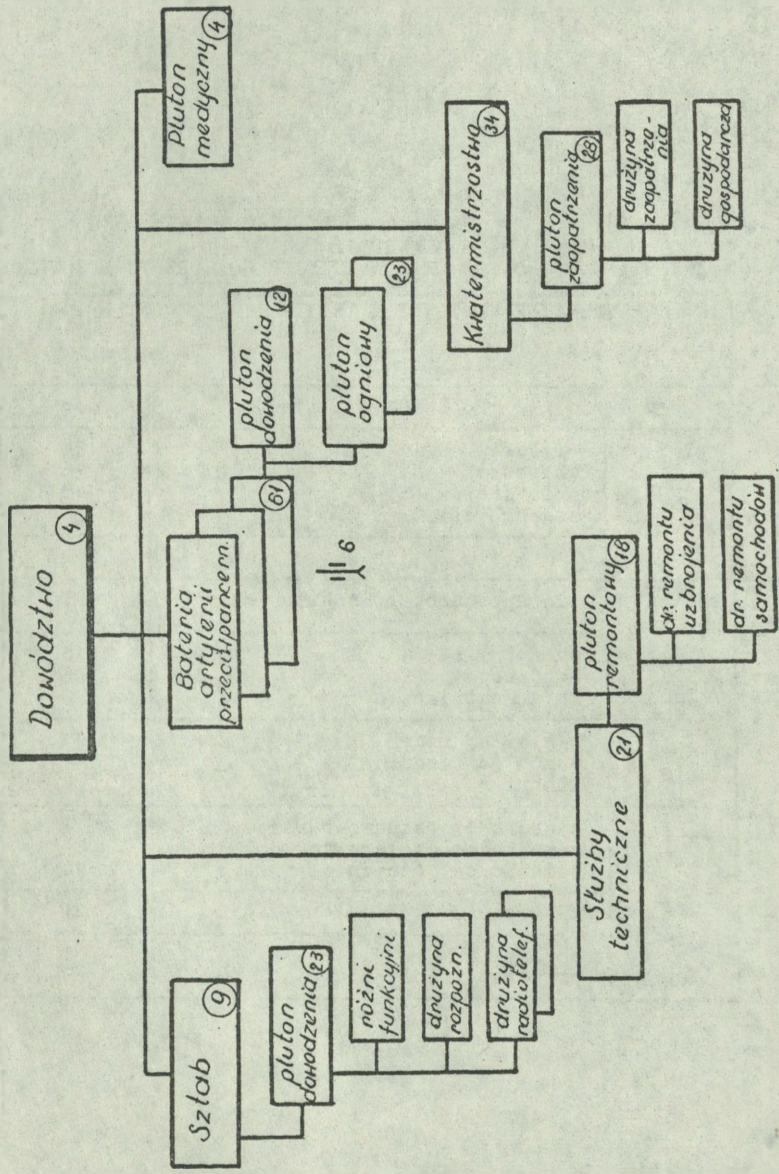 Dowództwo
4
Sztab
9
pluton
dowodzenia
23
różni
funkcyjni
drużyna
rozpozn.
drużyna
radiotelef.
Służby
techniczne
21
pluton
remontowy
18
dr. remontu
uzbrojenia
dr. remontu
samochodów
Bateria
artylerii
przeciwpancern.
61
6
pluton
dowodzenia
12
pluton
ogniowy
23
Kwatermistrzostwo
34
pluton
zaopatrzenia
28
drużyna
zaopatrze-
nia
drużyna
gospodarcza
Pluton
medyczny
4